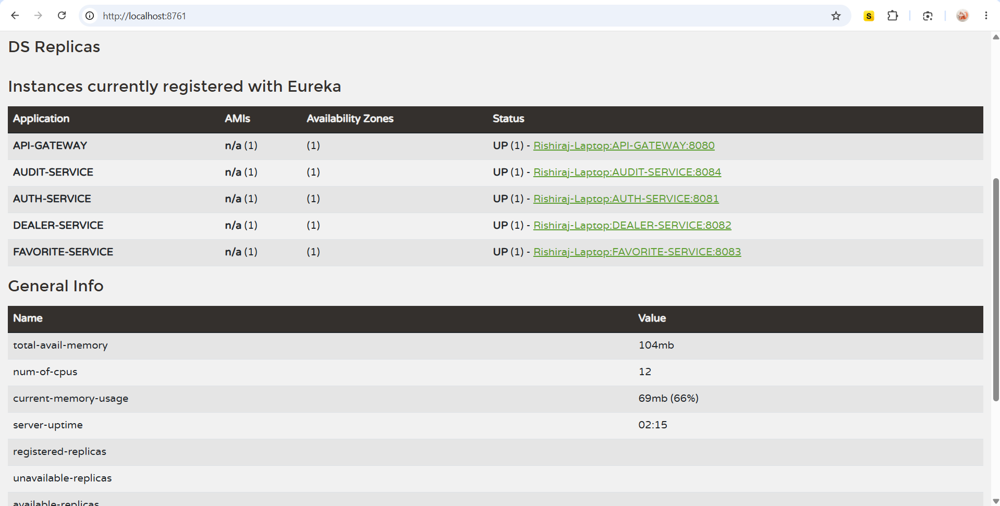 http://localhost:8761
S
DS Replicas
Instances currently registered with Eureka
Application AMIs Availability Zones Status
API-GATEWAY n/a (1) (1) UP (1) - Rishiraj-Laptop:API-GATEWAY:8080
AUDIT-SERVICE n/a (1) (1) UP (1) - Rishiraj-Laptop:AUDIT-SERVICE:8084
AUTH-SERVICE n/a (1) (1) UP (1) - Rishiraj-Laptop:AUTH-SERVICE:8081
DEALER-SERVICE n/a (1) (1) UP (1) - Rishiraj-Laptop:DEALER-SERVICE:8082
FAVORITE-SERVICE n/a (1) (1) UP (1) - Rishiraj-Laptop:FAVORITE-SERVICE:8083
General Info
Name Value
total-avail-memory 104mb
num-of-cpus 12
current-memory-usage 69mb (66%)
server-uptime 02:15
registered-replicas
unavailable-replicas
available-replicas